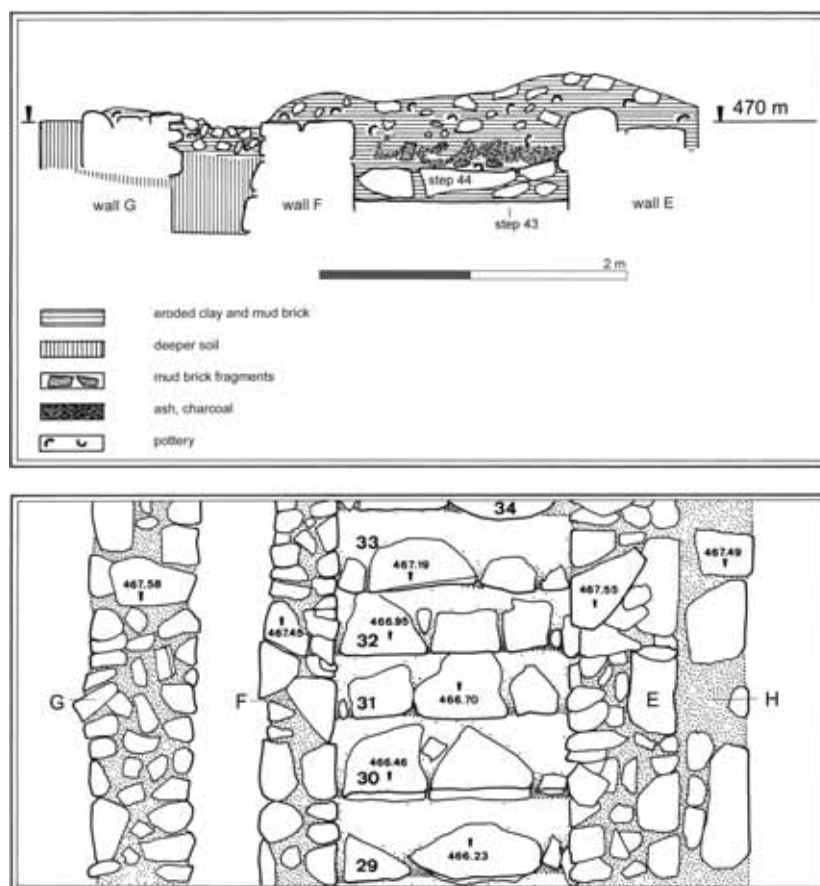 470 m
step 44
wall G
wall F
wall E
step 43
2 m
eroded clay and mud brick
deeper soil
mud brick fragments
ash, charcoal
pottery
34
33
467.49
467.58
467.19
467.55
467.45
466.95
32
G
F
31
466.70
E
H
466.46
30
29
466.23